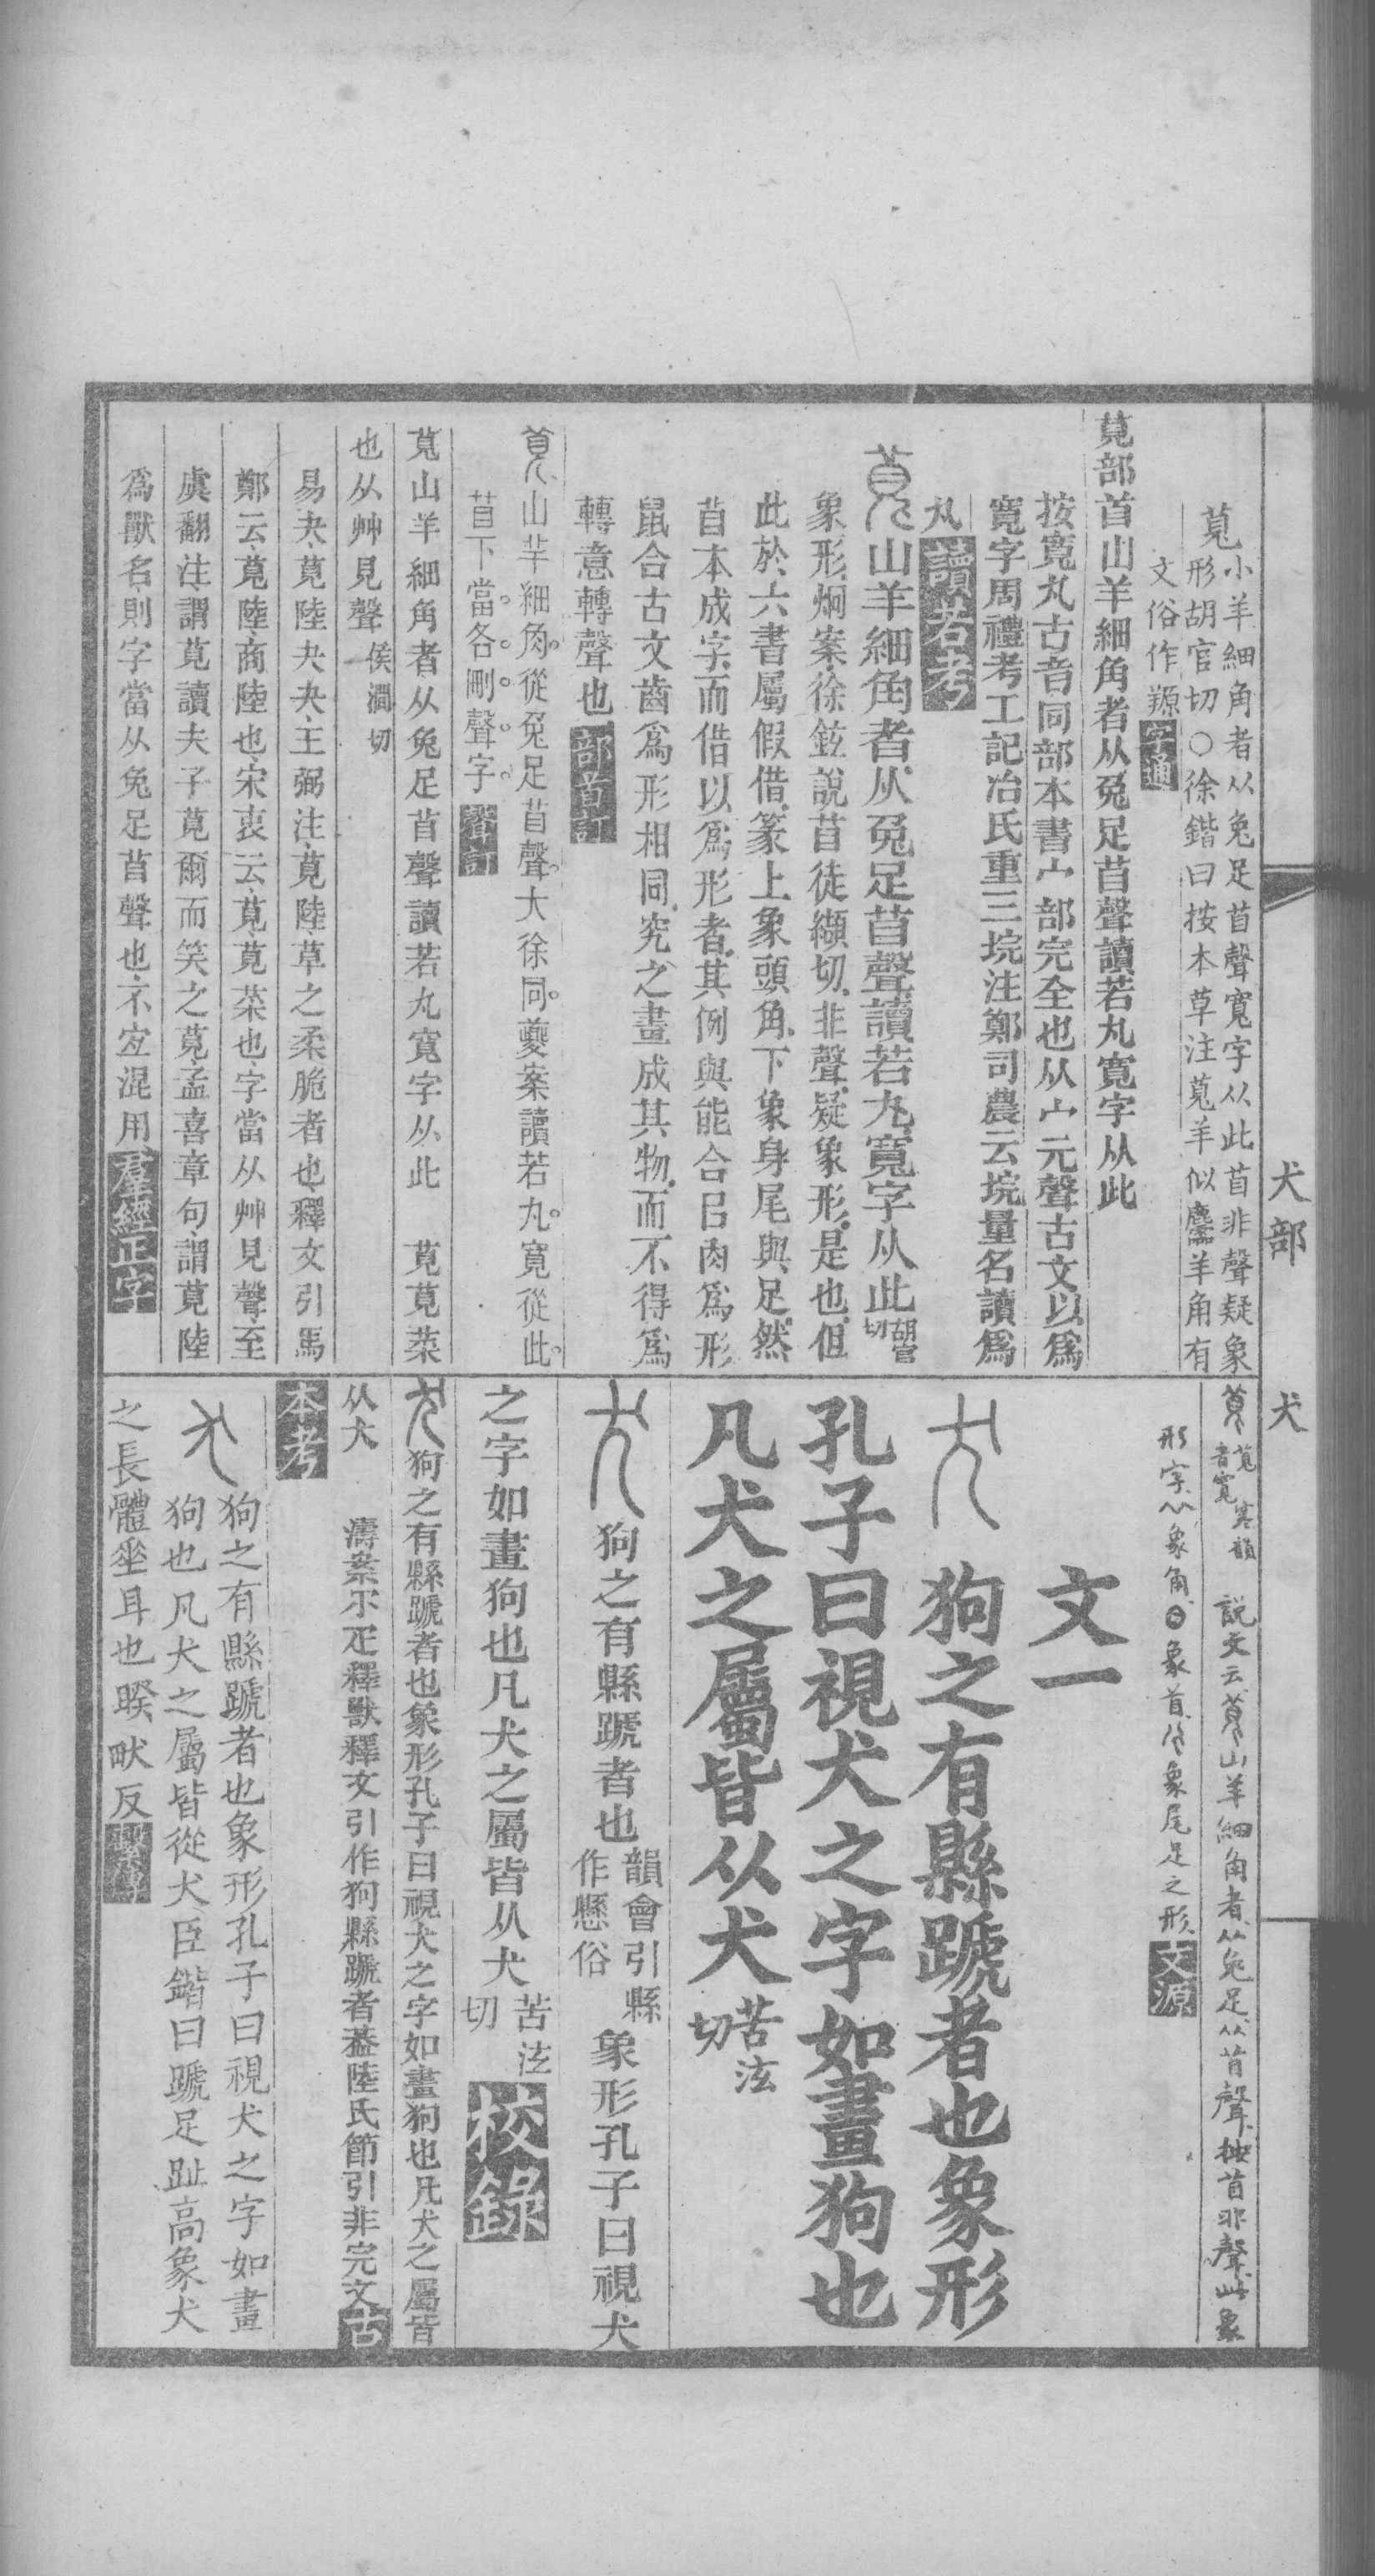 犬部
犬
萈小羊細角者从兔足苜聲寬字从此苜非聲疑象
形胡官切○徐鍇曰按本草注萈羊似麢羊角有
文俗作羱字通
萈部首山羊細角者从兔足苜聲讀若丸寬字从此
按寬丸古音同部本書宀部完全也从宀元聲古文以爲
寬字周禮考工記冶氏重三垸注鄭司農云垸量名讀爲
丸讀若考
萈山羊細角者从兔足苜聲讀若丸寬字从此胡官切
象形炯案徐鉉說苜徒纈切非聲疑象形是也但
此於六書屬假借篆上象頭角下象身尾與足然
苜本成字而借以爲形者其例與能合㠯肉爲形
鼠合古文齒爲形相同究之畫成其物而不得爲
轉意轉聲也部首訂
萈山羊細角從兔足苜聲大徐同夔案讀若丸寬從此
苜下當各刪聲字
萈山羊細角者从兔足苜聲讀若丸寬字从此 莧莧菜
也从艸見聲侯澗切
易夬莧陸夬夬王弼注莧陸草之柔脆者也釋文引馬
鄭云莧陸商陸也宋衷云莧莧菜也字當从艸見聲至
虞翻注謂莧讀夫子莧爾而笑之莧孟喜章句謂莧陸
爲獸名則字當从兔足苜聲也不宐混用羣經正字
萈萈者寬寒韻 說文云萈山羊細角者从兔足从苜聲按苜非聲此象
形字 象角 象首 象尾足之形文源
文一
犬狗之有縣蹏者也象形
孔子曰視犬之字如畫狗也
凡犬之屬皆从犬苦泫切
犬狗之有縣蹏者也韻會引縣作懸俗象形孔子曰視犬
之字如畫狗也凡犬之屬皆从犬苦泫切校錄
犬狗之有縣蹏者也象形孔子曰視犬之字如畫狗也凡犬之屬皆
从犬 濤案尒疋釋獸釋文引作狗縣蹏者葢陸氏節引非完文古
本考
犬狗之有縣蹏者也象形孔子曰視犬之字如畫
狗也凡犬之屬皆從犬臣鍇曰蹏足趾高象犬
之長體垂耳也睽畎反繫傳